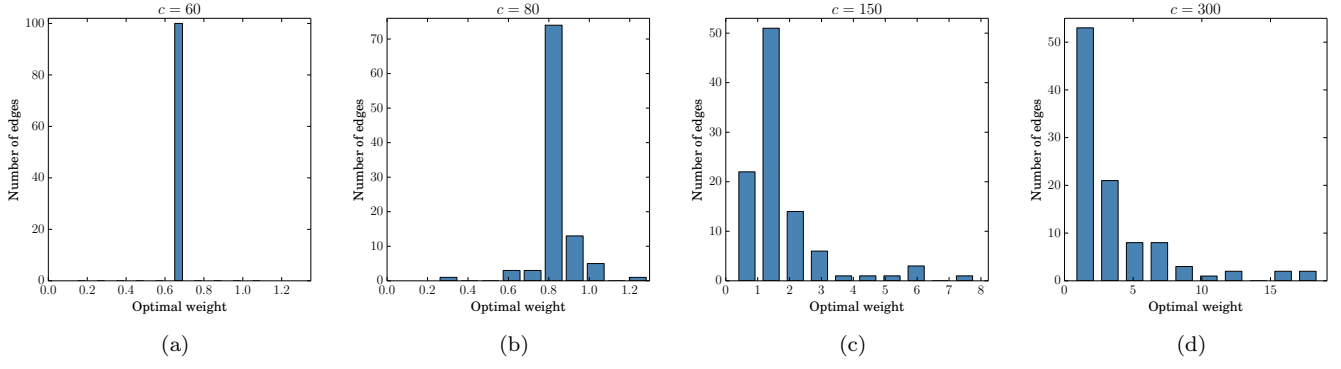 c = 60
100
80
60
40
20
0
Number of edges
0.0 0.2 0.4 0.6 0.8 1.0 1.2
Optimal weight
(a)
c = 80
70
60
50
40
30
20
10
0
Number of edges
0.0 0.2 0.4 0.6 0.8 1.0 1.2
Optimal weight
(b)
c = 150
50
40
30
20
10
0
Number of edges
0 1 2 3 4 5 6 7 8
Optimal weight
(c)
c = 300
50
40
30
20
10
0
Number of edges
0 5 10 15
Optimal weight
(d)